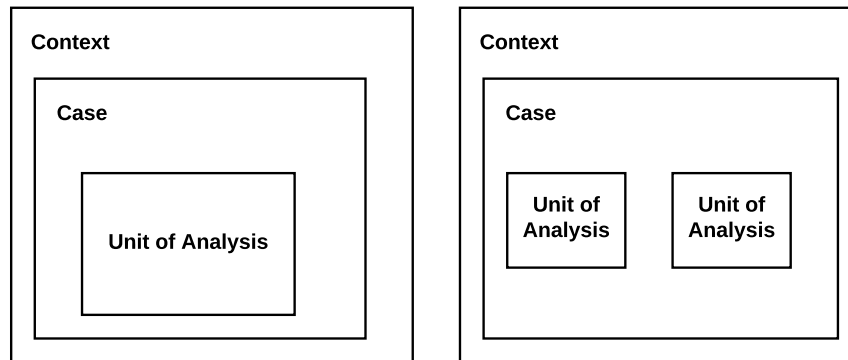 Context
Case
Unit of Analysis
Context
Case
Unit of
Analysis
Unit of
Analysis